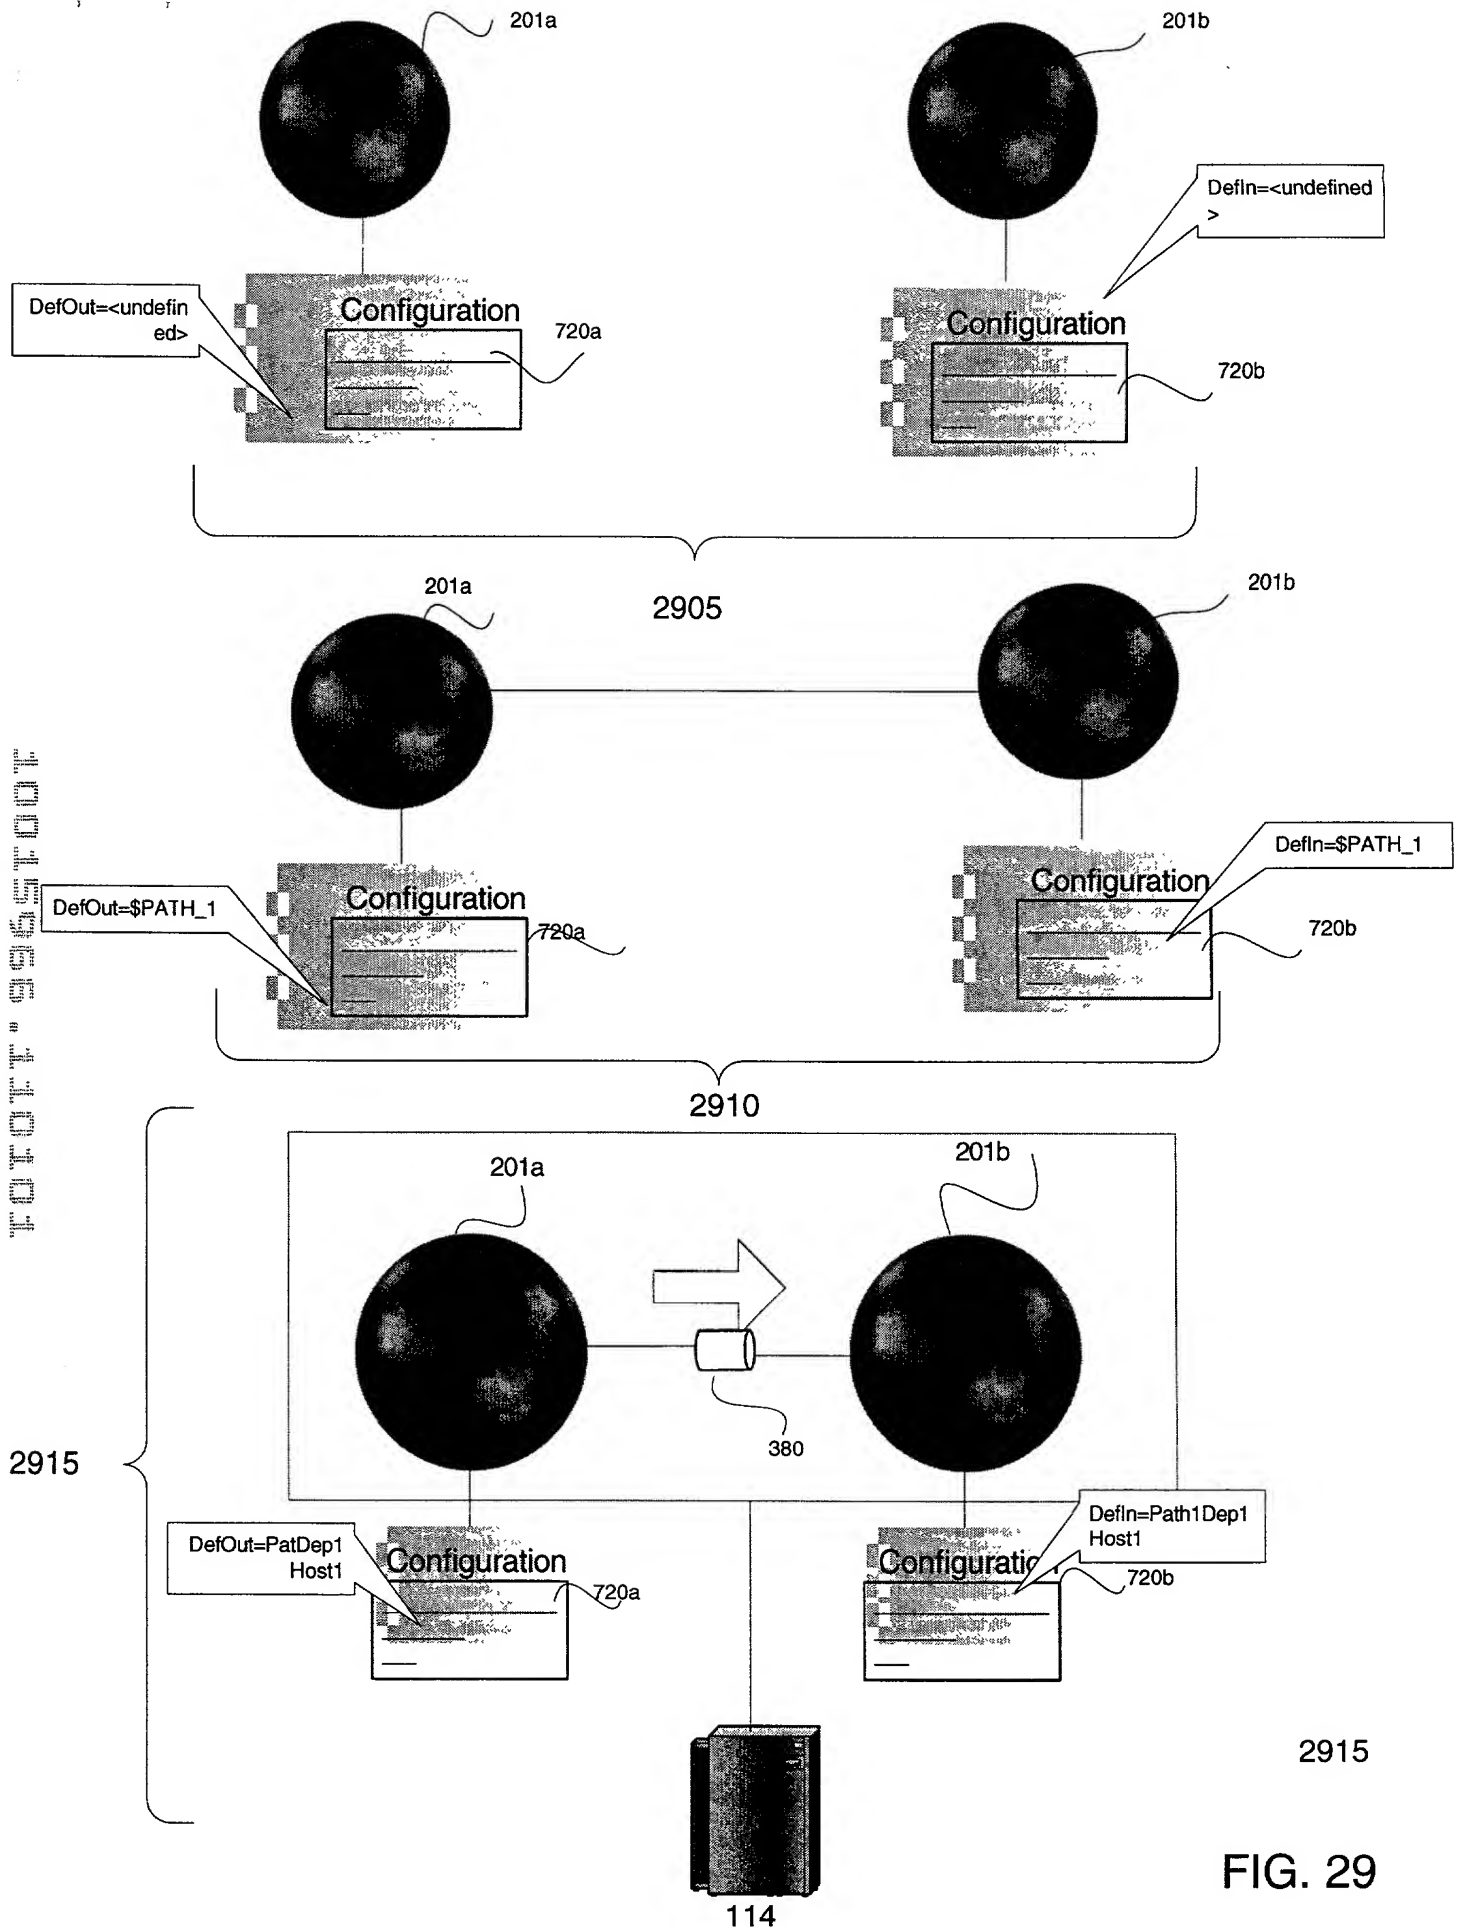 201a
201b
DefIn=<undefined
>
DefOut=<undefin
ed>
Configuration
720a
Configuration
720b
2905
201a
201b
DefOut=$PATH_1
Configuration
720a
DefIn=$PATH_1
Configuration
720b
2910
201a
201b
380
2915
DefOut=PatDep1
Host1
Configuration
720a
DefIn=Path1Dep1
Host1
Configuration
720b
2915
114
FIG. 29